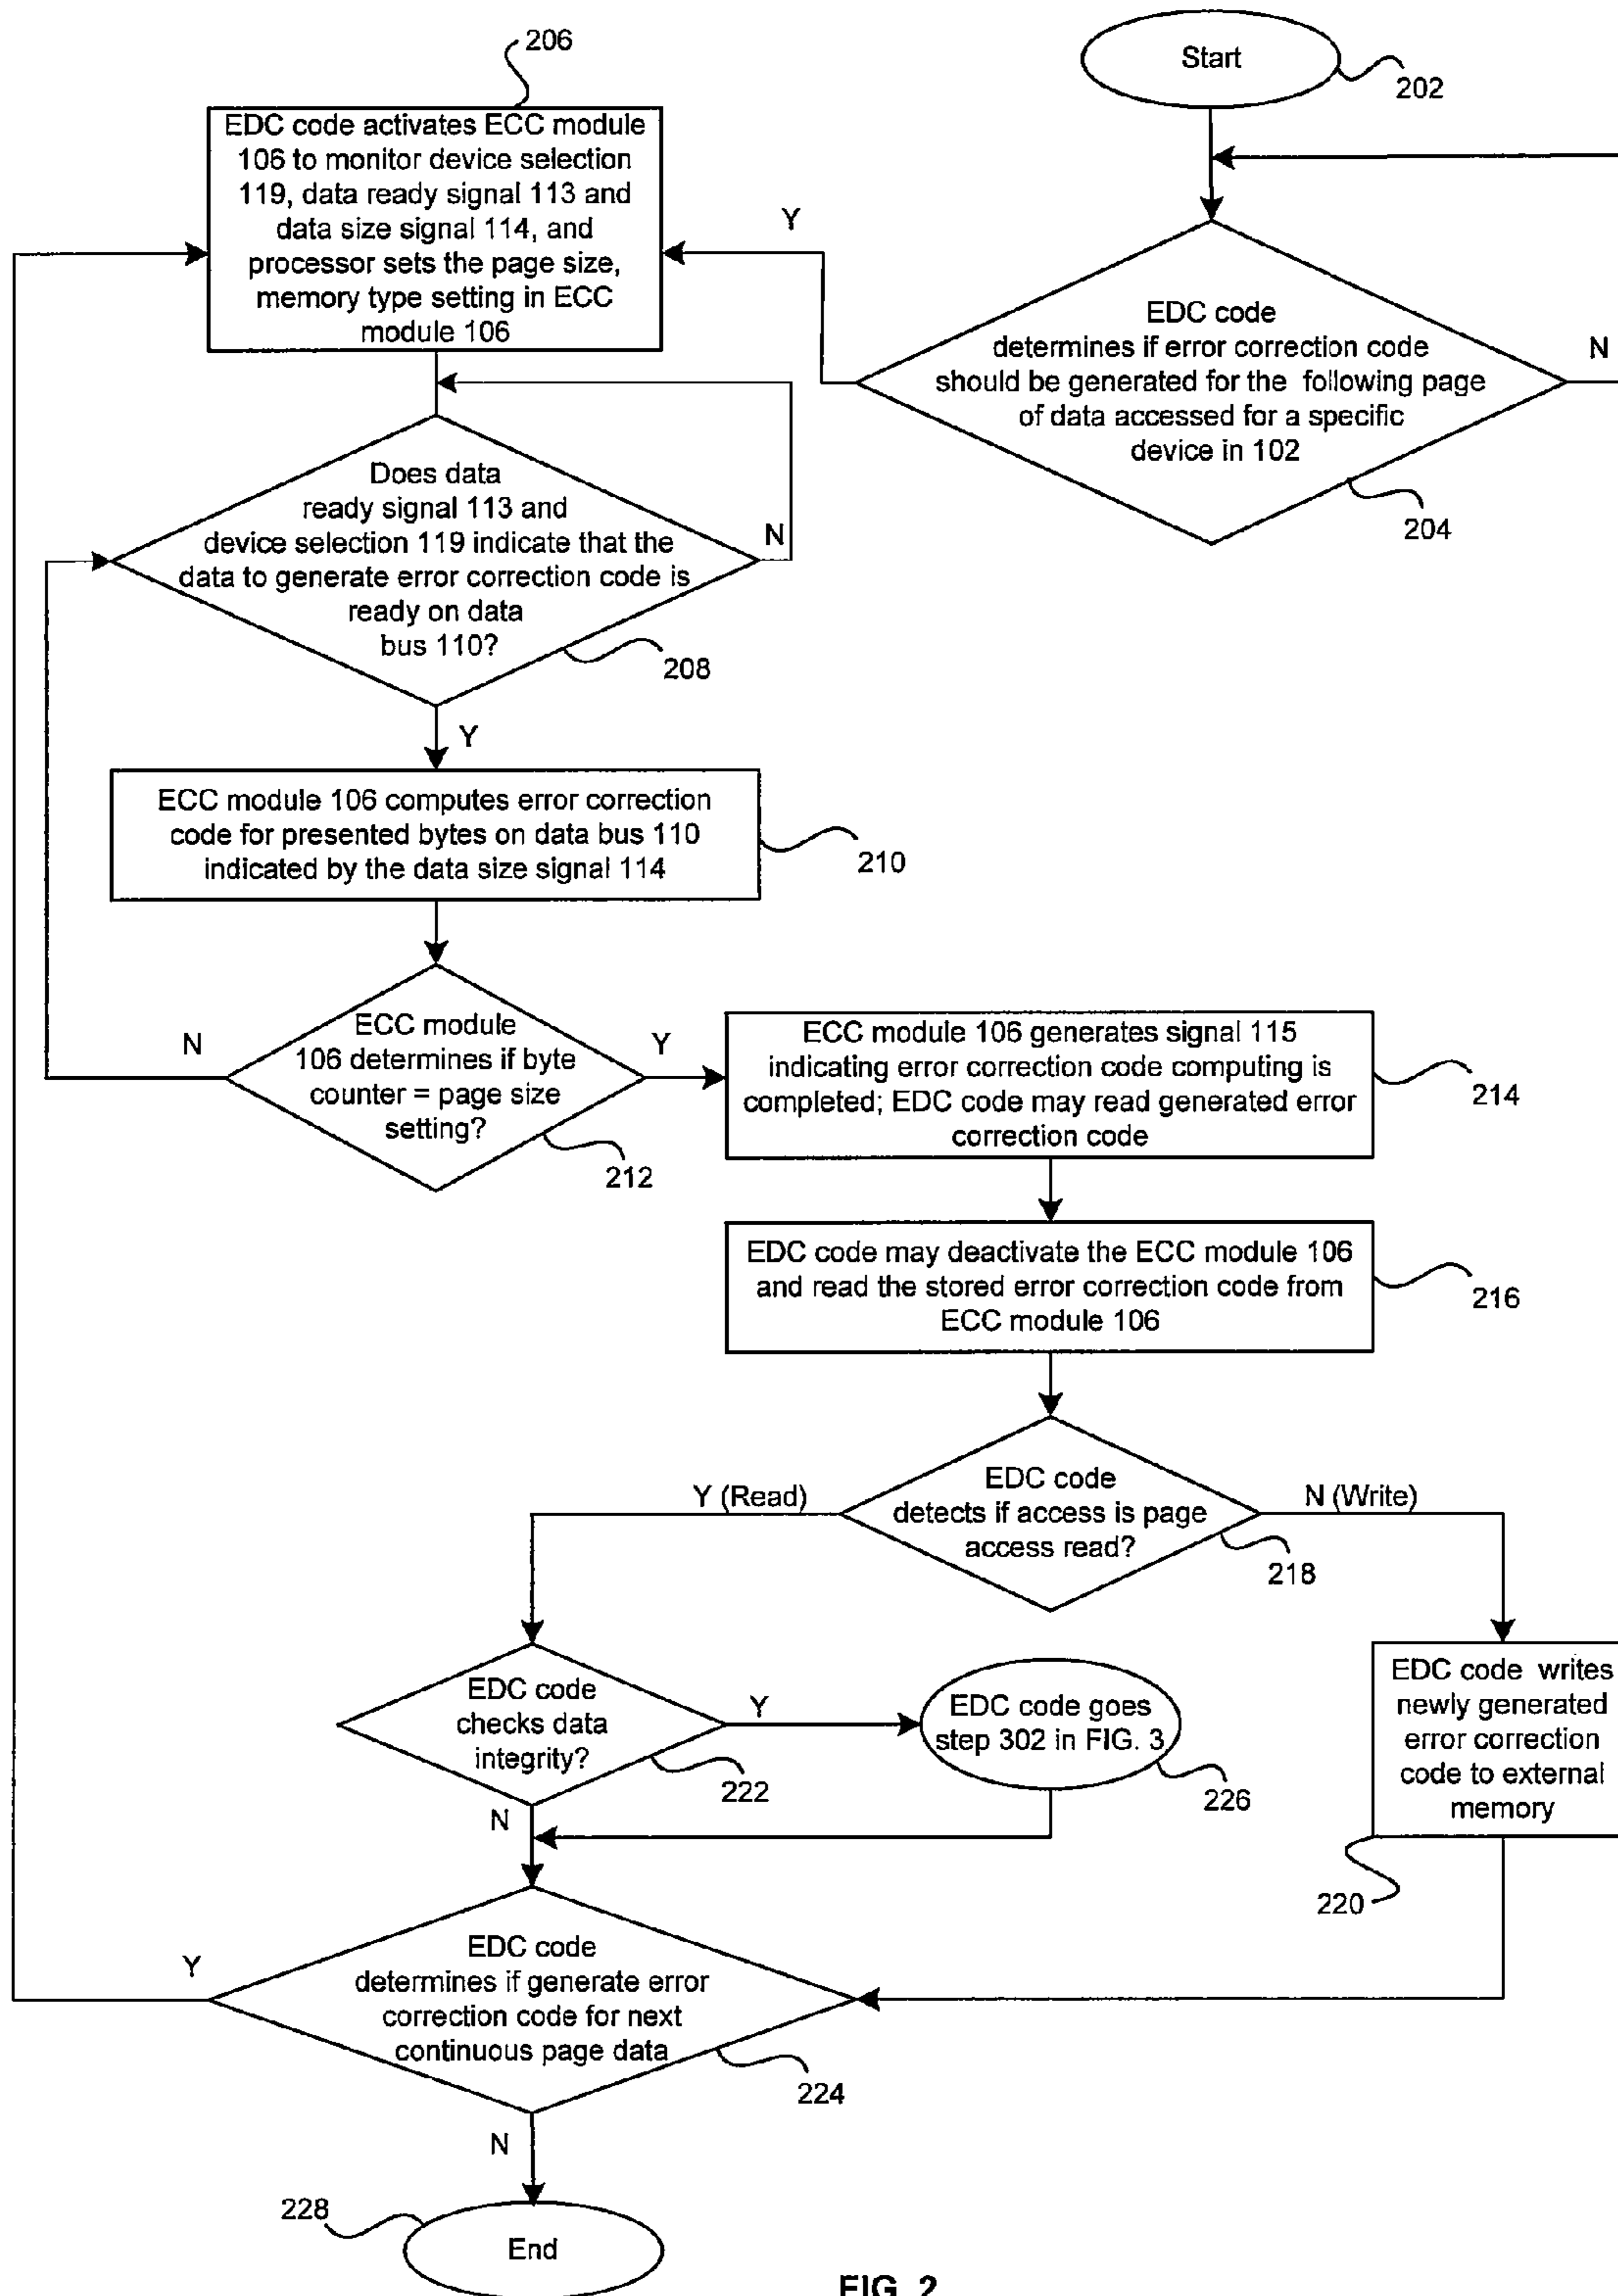 Start
202
206
EDC code activates ECC module
106 to monitor device selection
119, data ready signal 113 and
data size signal 114, and
processor sets the page size,
memory type setting in ECC
module 106
Y
EDC code
determines if error correction code
should be generated for the following page
of data accessed for a specific
device in 102
N
204
Does data
ready signal 113 and
device selection 119 indicate that the
data to generate error correction code is
ready on data
bus 110?
N
208
Y
ECC module 106 computes error correction
code for presented bytes on data bus 110
indicated by the data size signal 114
210
N
ECC module
106 determines if byte
counter = page size
setting?
212
Y
ECC module 106 generates signal 115
indicating error correction code computing is
completed; EDC code may read generated error
correction code
214
EDC code may deactivate the ECC module 106
and read the stored error correction code from
ECC module 106
216
Y (Read)
EDC code
detects if access is page
access read?
N (Write)
218
EDC code
checks data
integrity?
222
Y
EDC code goes
step 302 in FIG. 3
226
EDC code writes
newly generated
error correction
code to external
memory
220
N
Y
EDC code
determines if generate error
correction code for next
continuous page data
224
N
228
End
FIG. 2